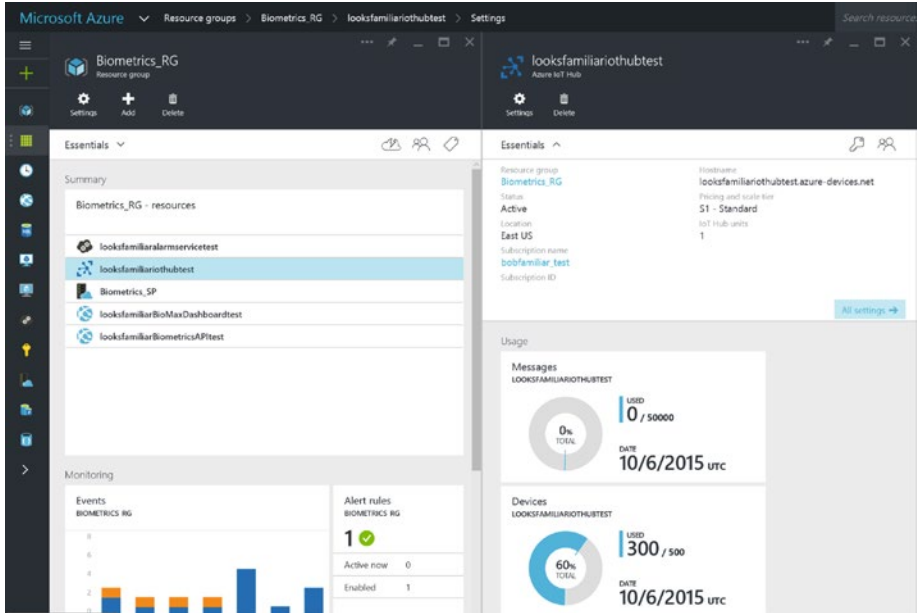 Microsoft Azure Resource groups > Biometrics_RG > looksfamiliariothubtest > Settings
Search resource
Biometrics_RG
Resource group
Settings Add Delete
Essentials
Summary
Biometrics_RG - resources
looksfamiliaralarmservicetest
looksfamiliariothubtest
Biometrics_SP
looksfamiliarBioMaxDashboardtest
looksfamiliarBiometricsAPItest
Monitoring
Events
BIOMETRICS RG
8
6
4
2
0
Alert rules
BIOMETRICS RG
1
Active now 0
Enabled 1
looksfamiliariothubtest
Azure IoT Hub
Settings Delete
Essentials
Resource group
Biometrics_RG
Status
Active
Location
East US
Subscription name
bobfamiliar_test
Subscription ID
Hostname
looksfamiliariothubtest.azure-devices.net
Pricing and scale tier
S1 - Standard
IoT Hub units
1
All settings →
Usage
Messages
LOOKSFAMILIARIOTHUBTEST
0%
TOTAL
USED
0 / 50000
DATE
10/6/2015 UTC
Devices
LOOKSFAMILIARIOTHUBTEST
60%
TOTAL
USED
300 / 500
DATE
10/6/2015 UTC